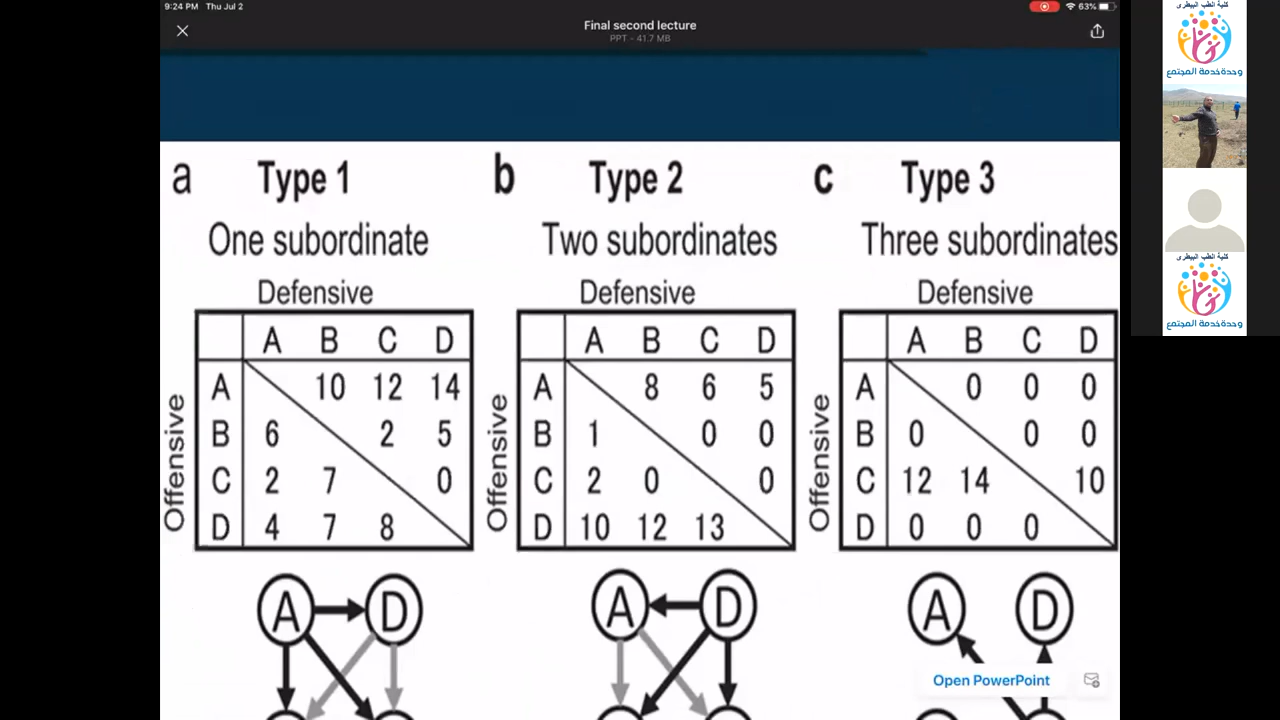 9:24 PM Thu Jul 2
63%
Final second lecture
PPT - 41.7 MB
a Type 1
One subordinate
Defensive
A B C D
Offensive
A 10 12 14
B 6 2 5
C 2 7 0
D 4 7 8
A D
b Type 2
Two subordinates
Defensive
A B C D
Offensive
A 8 6 5
B 1 0 0
C 2 0 0
D 10 12 13
A D
c Type 3
Three subordinates
Defensive
A B C D
Offensive
A 0 0 0
B 0 0 0
C 12 14 10
D 0 0 0
A D
Open PowerPoint
كلية الطب البيطرى
وحدة خدمة المجتمع
كلية الطب البيطرى
وحدة خدمة المجتمع